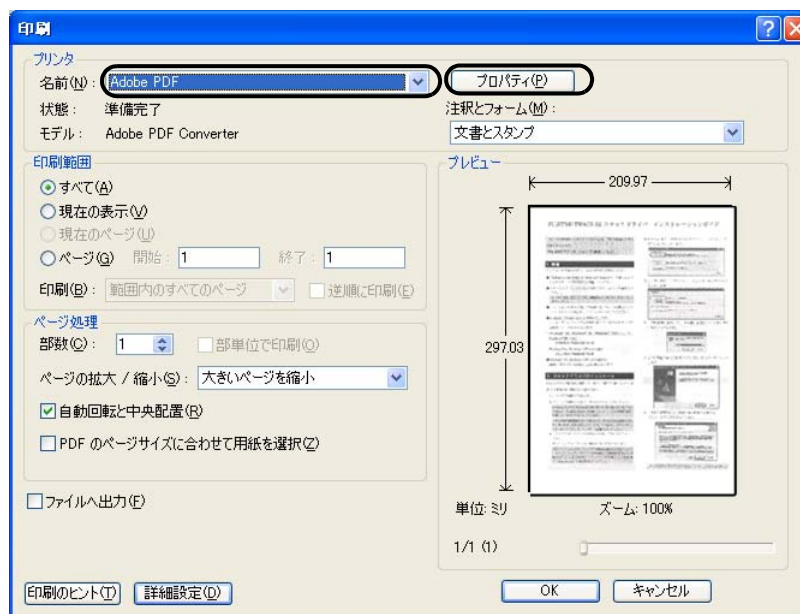 印刷
プリンタ
名前(N): Adobe PDF プロパティ(P)
状態: 準備完了 注釈とフォーム(M):
モデル: Adobe PDF Converter 文書とスタンプ
印刷範囲
すべて(A)
現在の表示(V)
現在のページ(U)
ページ(G) 開始: 1 終了: 1
印刷(B): 範囲内のすべてのページ 逆順に印刷(E)
ページ処理
部数(C): 1 部単位で印刷(O)
ページの拡大 / 縮小(S): 大きいページを縮小
自動回転と中央配置(R)
PDF のページサイズに合わせて用紙を選択(Z)
ファイルへ出力(F)
プレビュー
209.97
297.03
単位: ミリ ズーム: 100%
1/1 (1)
印刷のヒント(T) 詳細設定(D) OK キャンセル